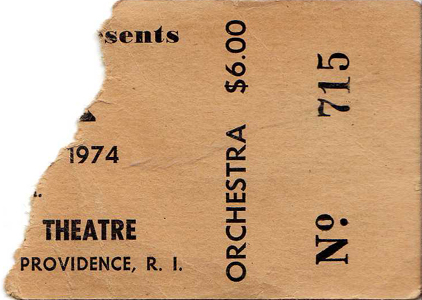 sents
1974
THEATRE
PROVIDENCE, R. I.
ORCHESTRA $6.00
Nº 715